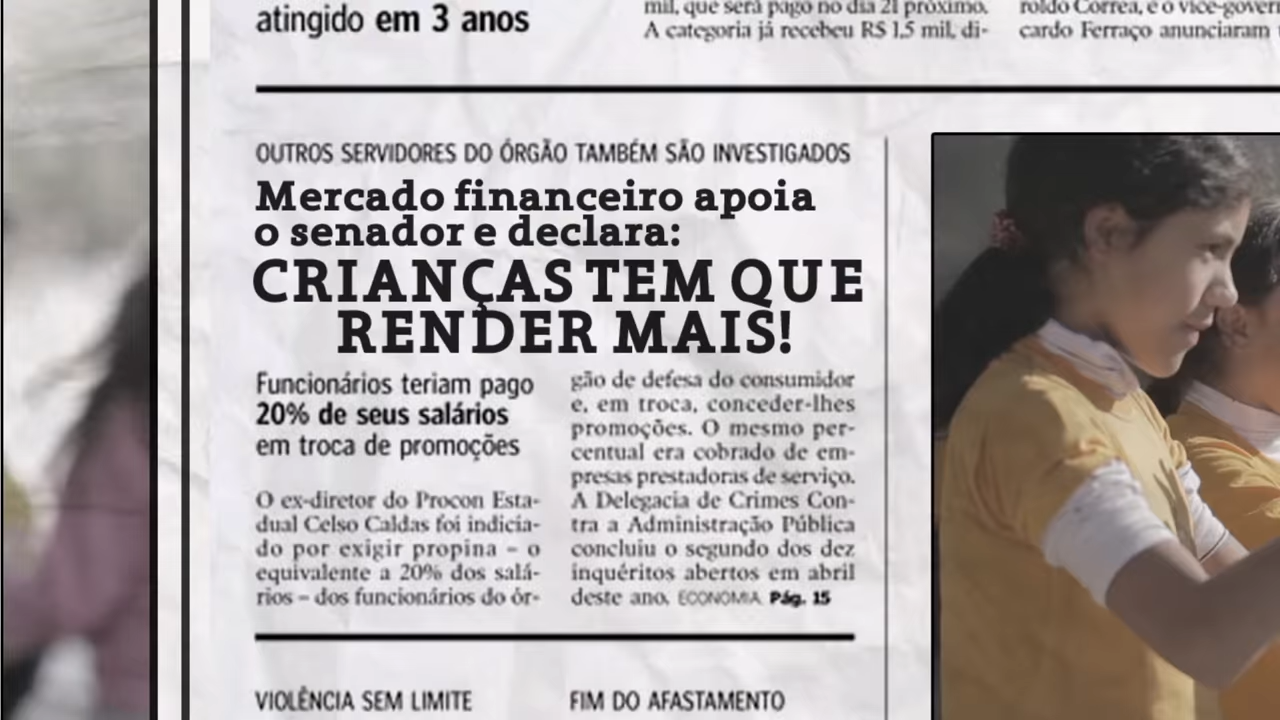 atingido em 3 anos
mil, que será pago no dia 21 próximo.
A categoria já recebeu R$ 1,5 mil, di-
roldo Corrêa, e o vice-gover
cardo Ferraço anunciaram
OUTROS SERVIDORES DO ÓRGÃO TAMBÉM SÃO INVESTIGADOS
Mercado financeiro apoia
o senador e declara:
CRIANÇAS TEM QUE
RENDER MAIS!
Funcionários teriam pago
20% de seus salários
em troca de promoções
O ex-diretor do Procon Esta-
dual Celso Caldas foi indicia-
do por exigir propina – o
equivalente a 20% dos salá-
rios – dos funcionários do ór-
gão de defesa do consumidor
e, em troca, conceder-lhes
promoções. O mesmo per-
centual era cobrado de em-
presas prestadoras de serviço.
A Delegacia de Crimes Con-
tra a Administração Pública
concluiu o segundo dos dez
inquéritos abertos em abril
deste ano. ECONOMIA Pág. 15
VIOLÊNCIA SEM LIMITE
FIM DO AFASTAMENTO